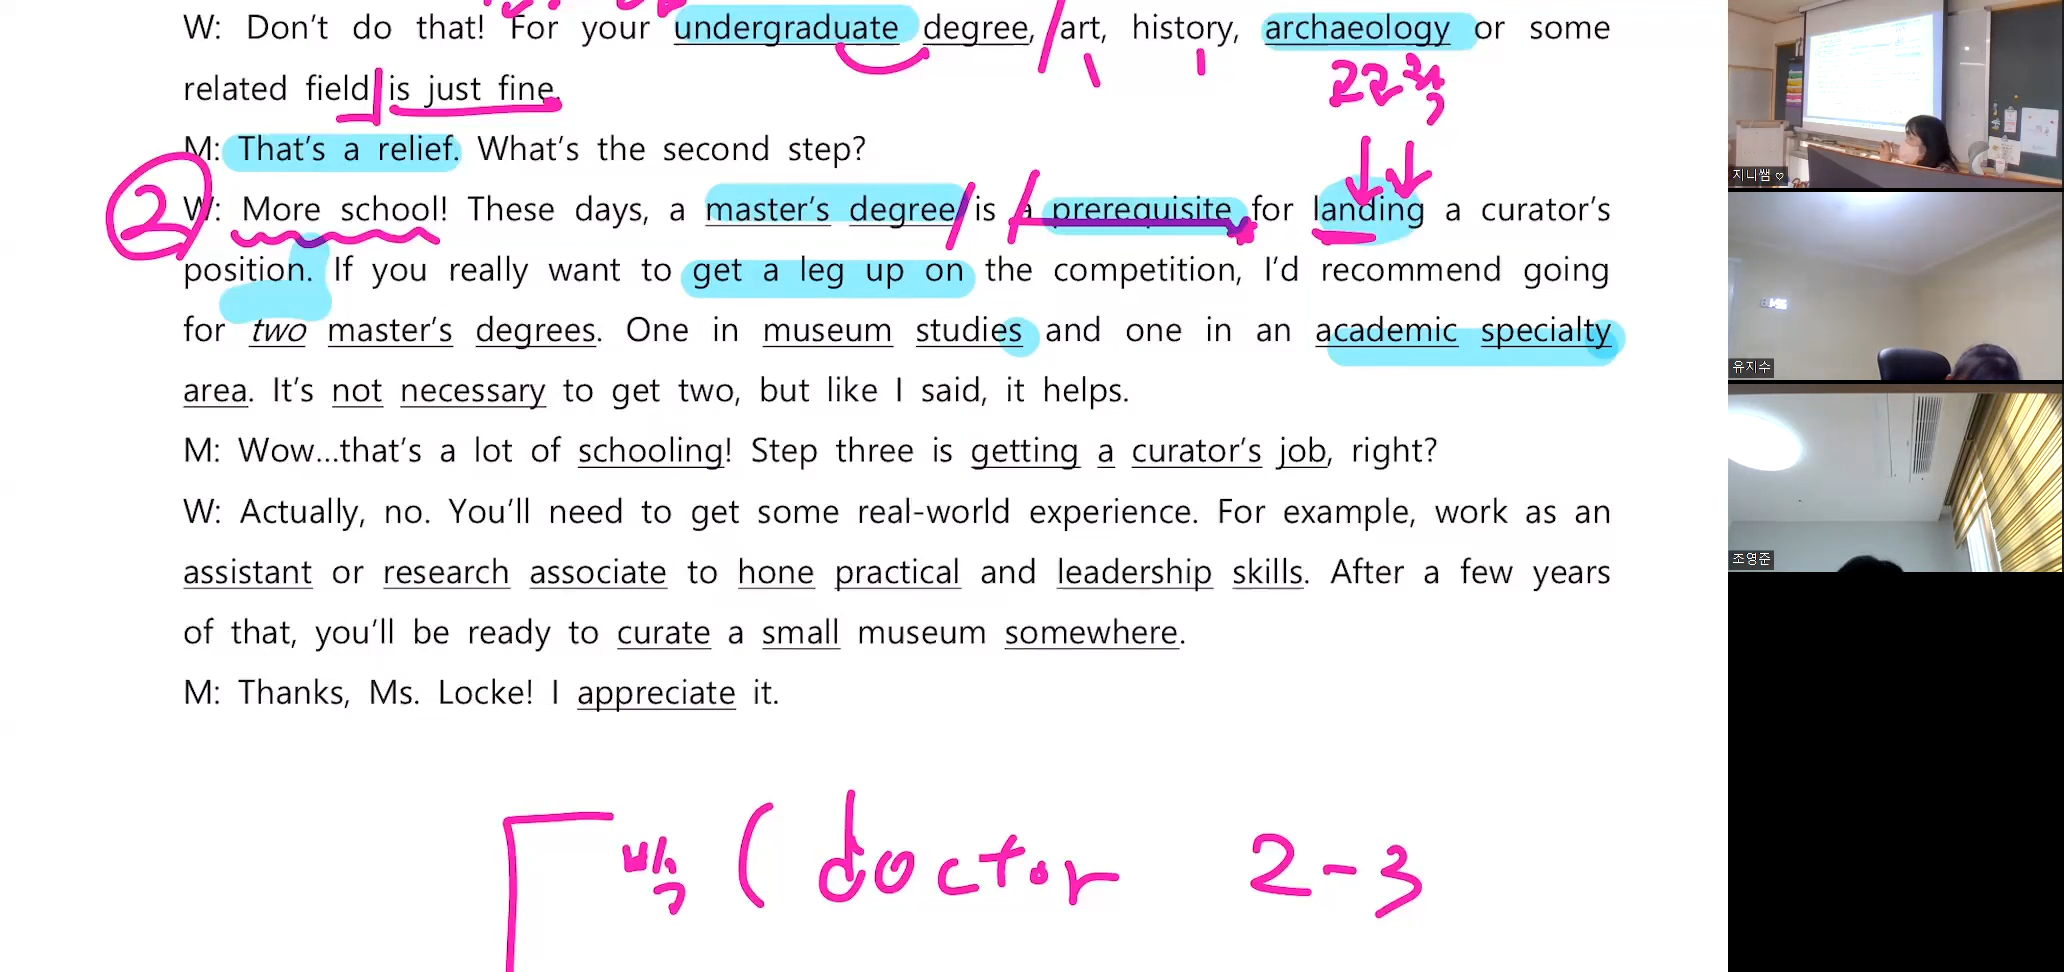 W: Don't do that! For your undergraduate degree, art, history, archaeology or some
related field is just fine.
M: That's a relief. What's the second step?
2
W: More school! These days, a master's degree is a prerequisite for landing a curator's
position. If you really want to get a leg up on the competition, I'd recommend going
for two master's degrees. One in museum studies and one in an academic specialty
area. It's not necessary to get two, but like I said, it helps.
M: Wow...that's a lot of schooling! Step three is getting a curator's job, right?
W: Actually, no. You'll need to get some real-world experience. For example, work as an
assistant or research associate to hone practical and leadership skills. After a few years
of that, you'll be ready to curate a small museum somewhere.
M: Thanks, Ms. Locke! I appreciate it.
박 ( doctor 2-3
지니쌤 ♡
유지수
조영준